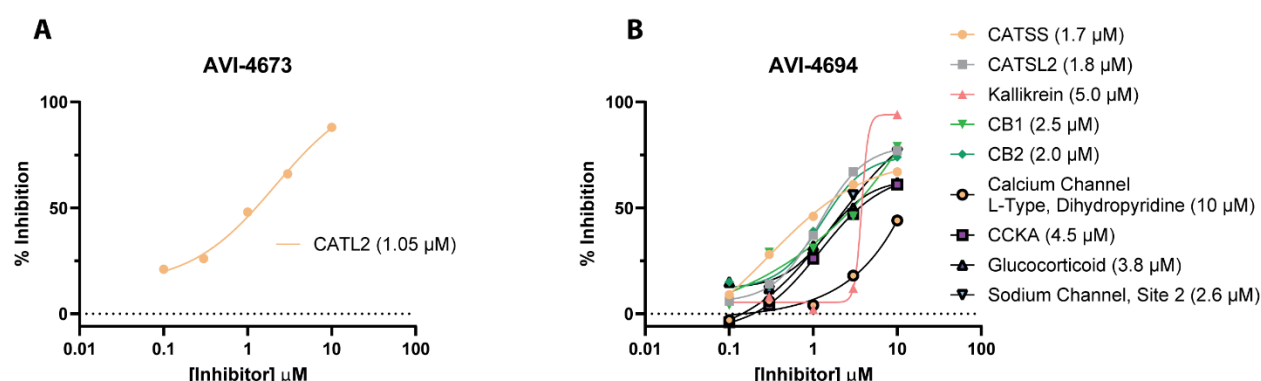 A
AVI-4673
% Inhibition
100
50
0
0.01
0.1
1
10
100
[Inhibitor] μM
CATL2 (1.05 μM)
B
AVI-4694
% Inhibition
100
50
0
0.01
0.1
1
10
100
[Inhibitor] μM
CATSS (1.7 μM)
CATSL2 (1.8 μM)
Kallikrein (5.0 μM)
CB1 (2.5 μM)
CB2 (2.0 μM)
Calcium Channel
L-Type, Dihydropyridine (10 μM)
CCKA (4.5 μM)
Glucocorticoid (3.8 μM)
Sodium Channel, Site 2 (2.6 μM)